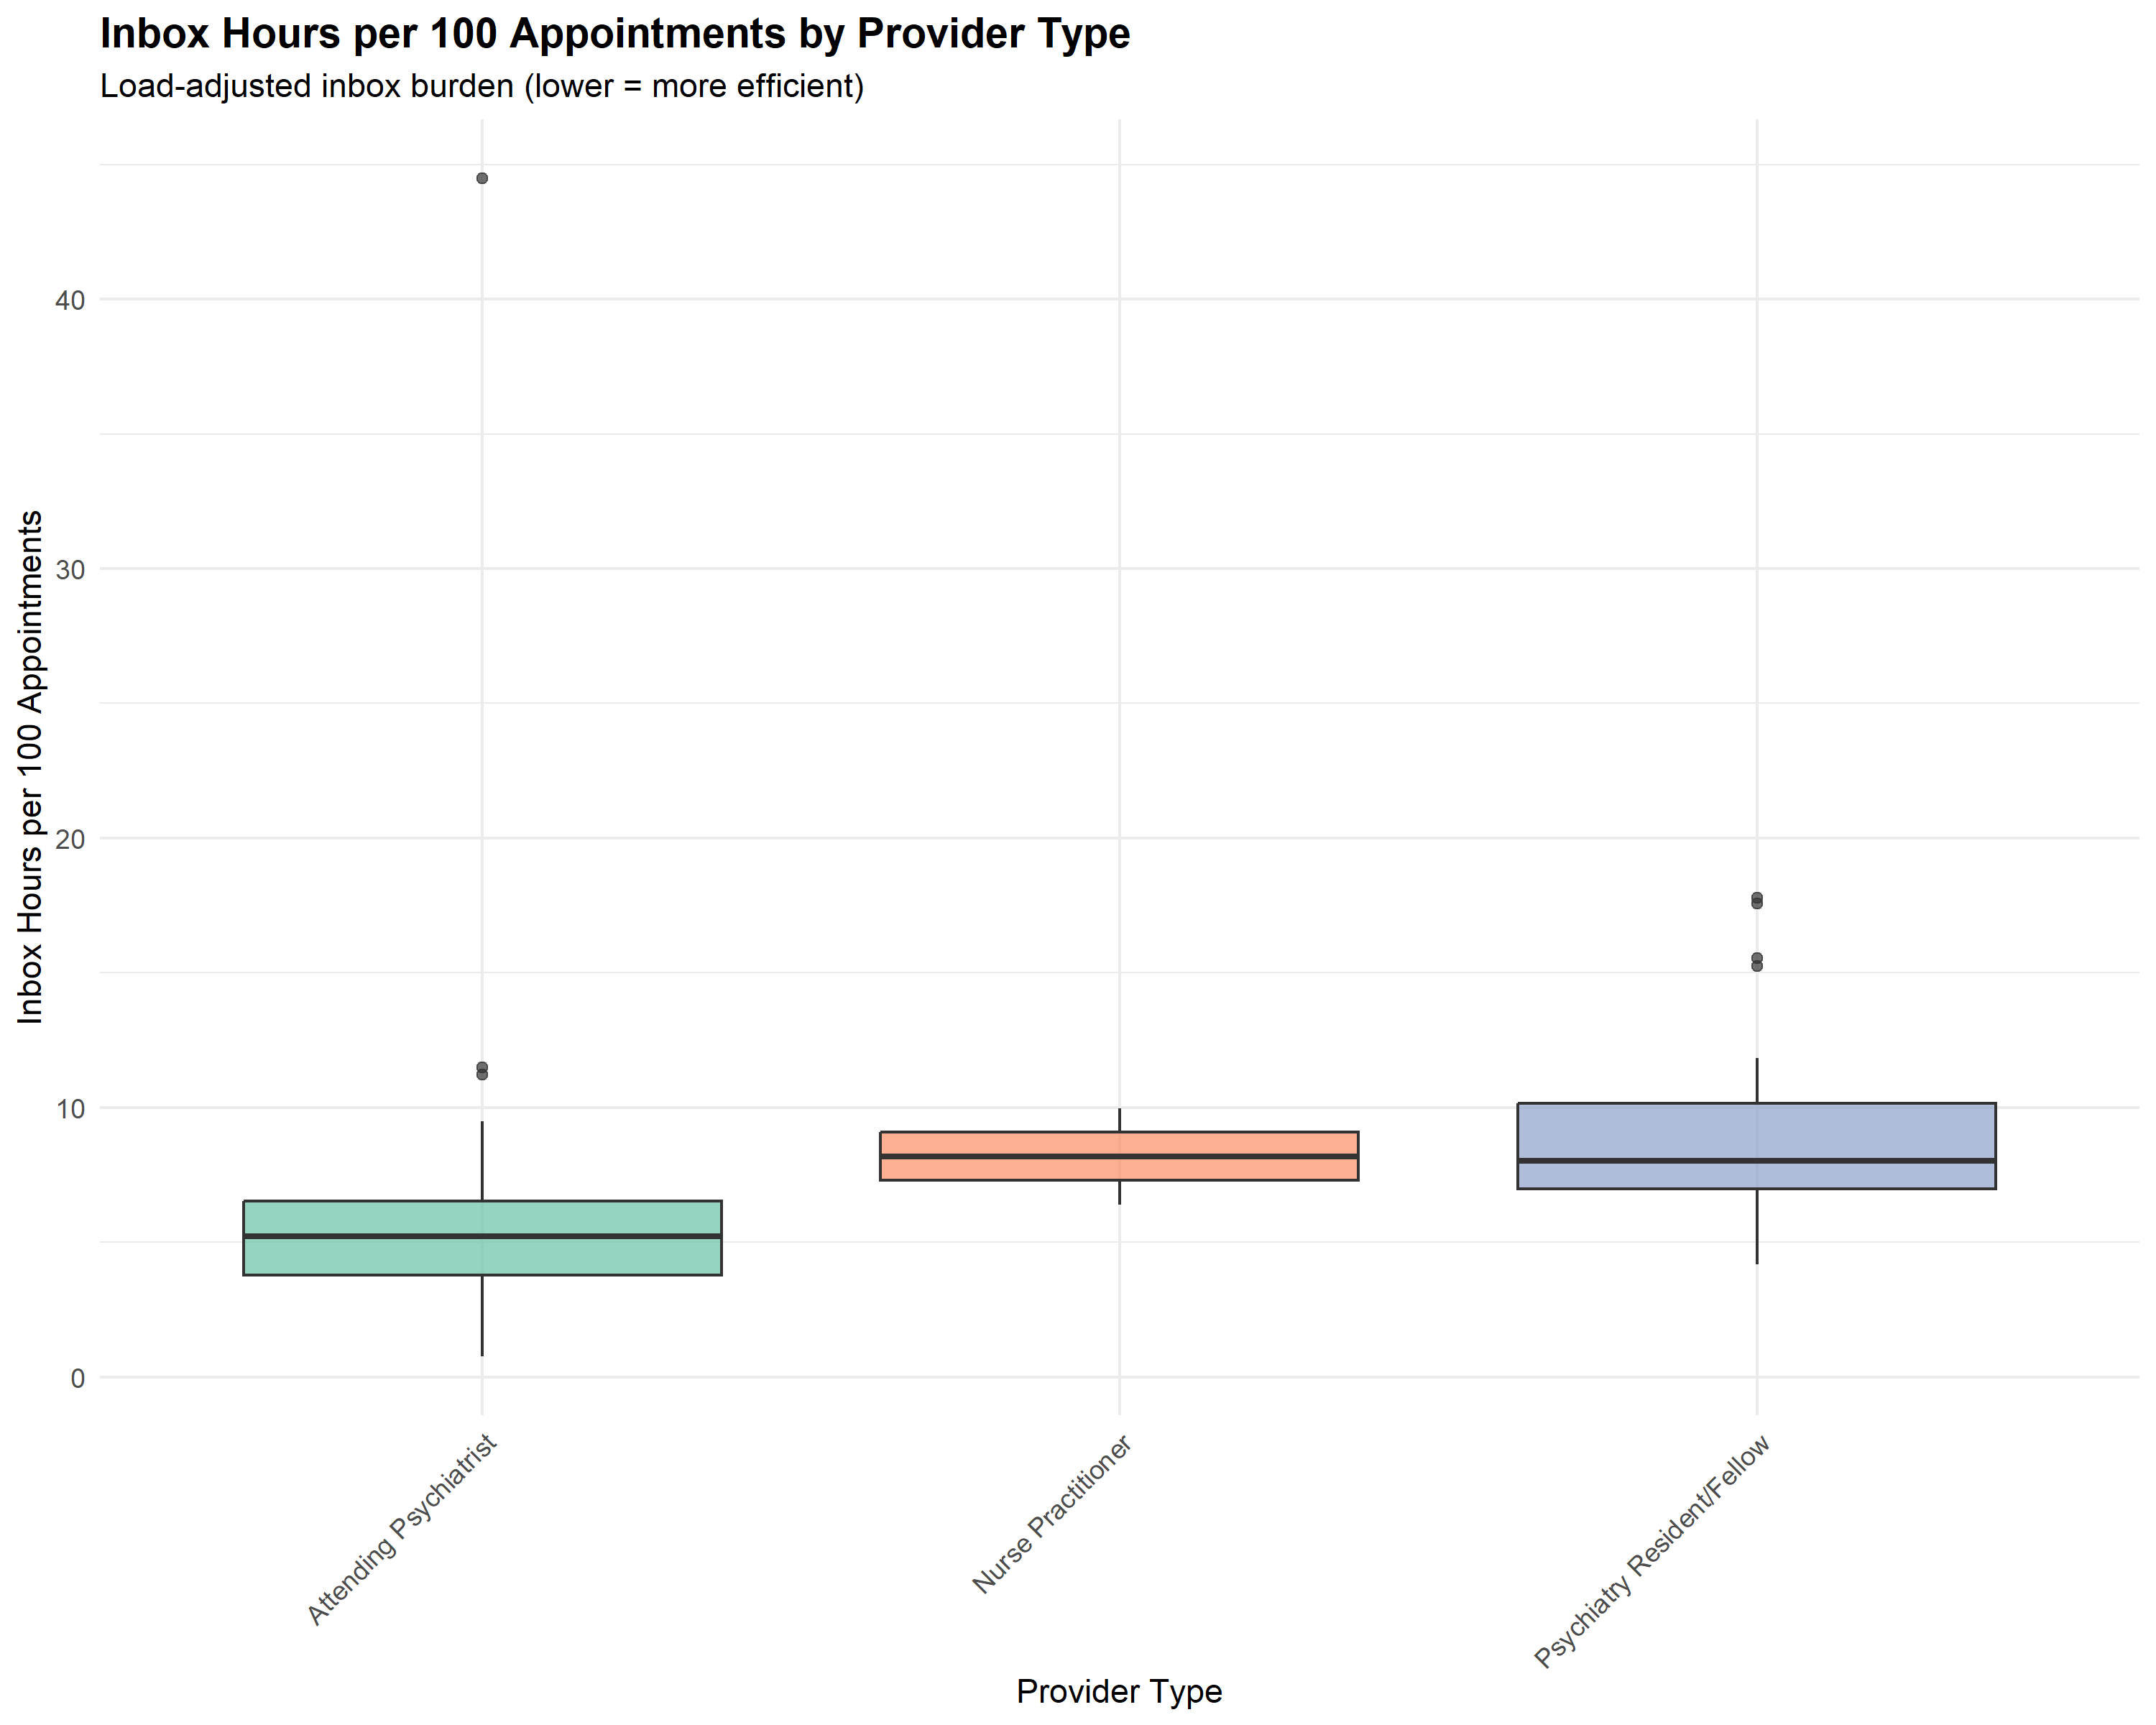 Inbox Hours per 100 Appointments by Provider Type
Load-adjusted inbox burden (lower = more efficient)
Inbox Hours per 100 Appointments
40
30
20
10
0
Attending Psychiatrist
Nurse Practitioner
Psychiatry Resident/Fellow
Provider Type